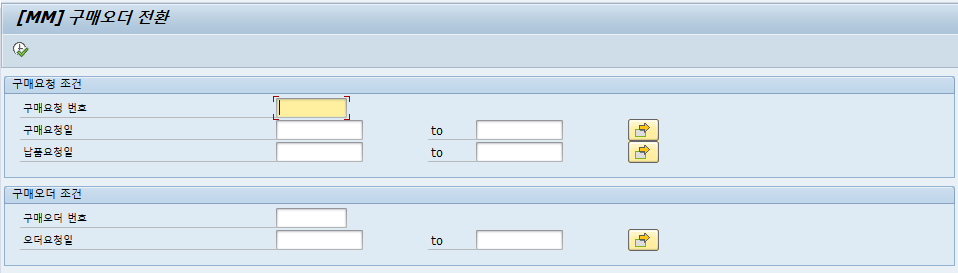 [MM] 구매오더 전환
구매요청 조건
구매요청 번호
구매요청일 to
납품요청일 to
구매오더 조건
구매오더 번호
오더요청일 to